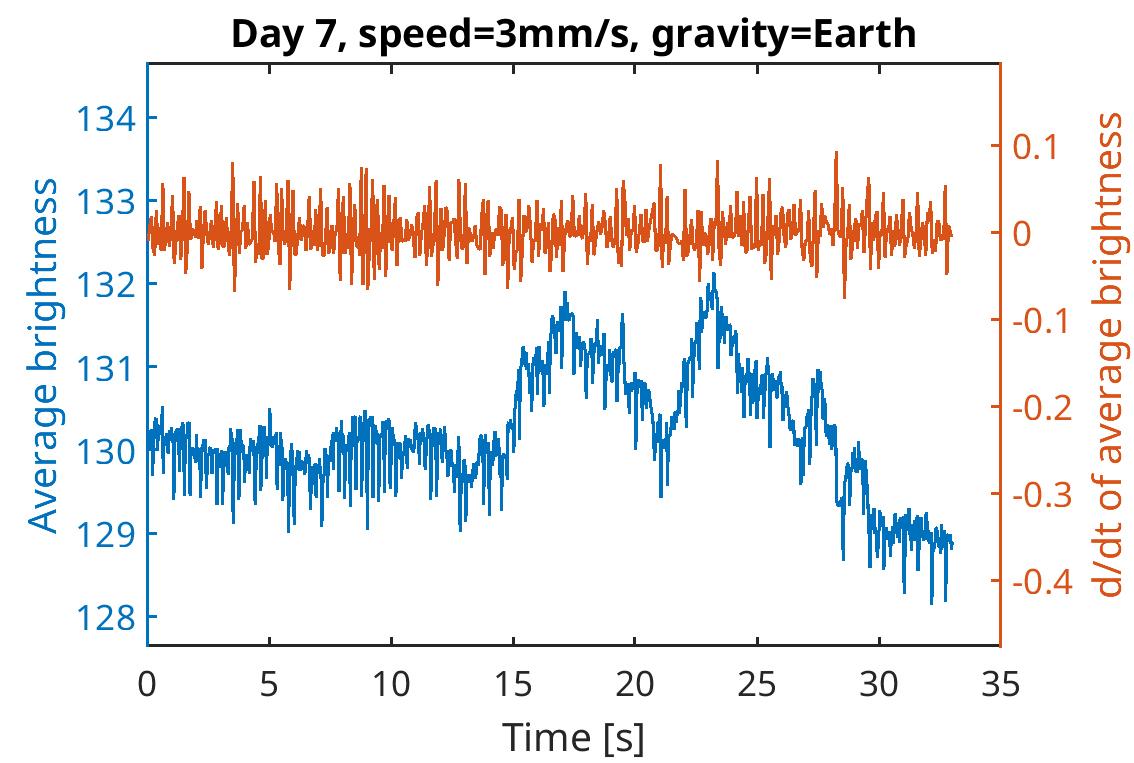 Day 7, speed=3mm/s, gravity=Earth
134
133
132
131
130
129
128
Average brightness
0.1
0
-0.1
-0.2
-0.3
-0.4
d/dt of average brightness
0 5 10 15 20 25 30 35
Time [s]